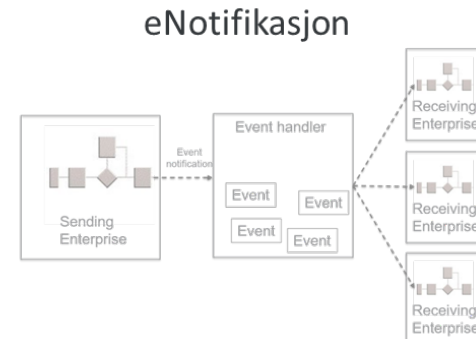 eNotifikasjon
Sending
Enterprise
Event
notification
Event handler
Event
Event
Event
Event
Receiving
Enterprise
Receiving
Enterprise
Receiving
Enterprise